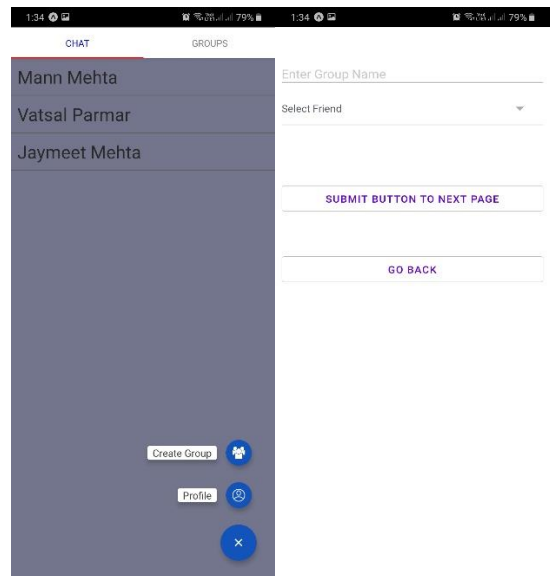 1:34
79%
CHAT
GROUPS
Mann Mehta
Vatsal Parmar
Jaymeet Mehta
Create Group
Profile
1:34
79%
Enter Group Name
Select Friend
SUBMIT BUTTON TO NEXT PAGE
GO BACK